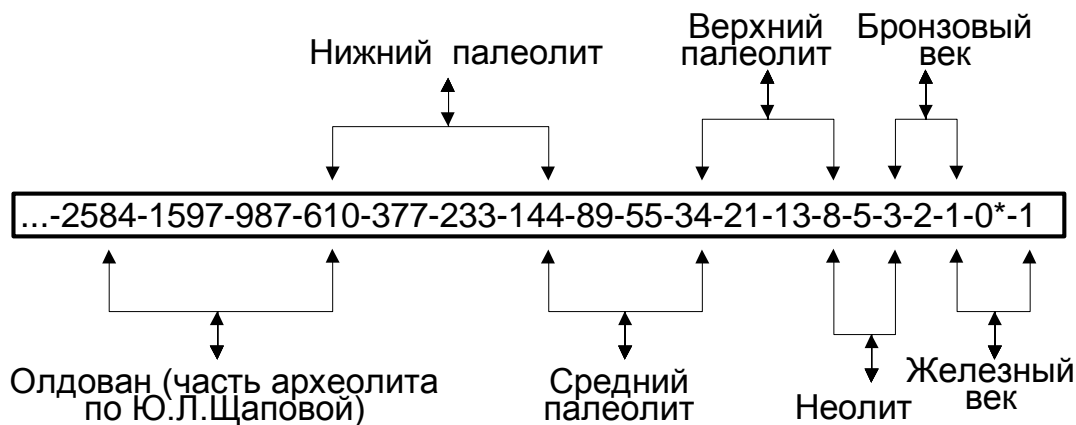 Верхний
палеолит
Бронзовый
век
Нижний палеолит
...-2584-1597-987-610-377-233-144-89-55-34-21-13-8-5-3-2-1-0*-1
Олдован (часть археолита
по Ю.Л.Щаповой)
Средний
палеолит
Неолит
Железный
век